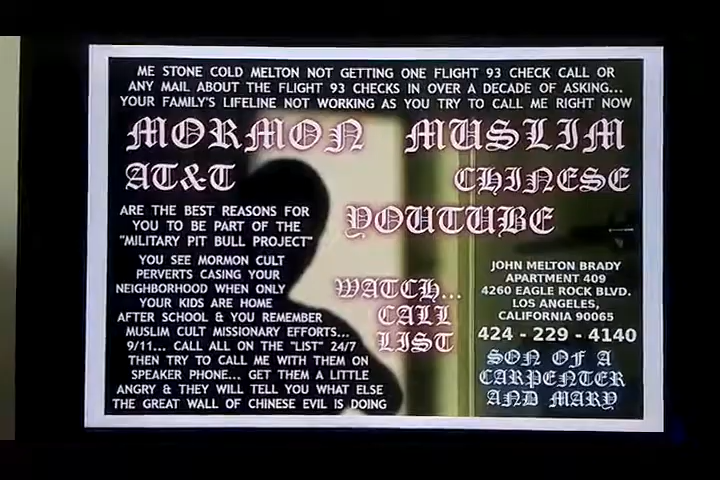 ME STONE COLD MELTON NOT GETTING ONE FLIGHT 93 CHECK CALL OR
ANY MAIL ABOUT THE FLIGHT 93 CHECKS IN OVER A DECADE OF ASKING...
YOUR FAMILY'S LIFELINE NOT WORKING AS YOU TRY TO CALL ME RIGHT NOW
MORMON MUSLIM
AT&T CHINESE
YOUTUBE
ARE THE BEST REASONS FOR
YOU TO BE PART OF THE
"MILITARY PIT BULL PROJECT"
YOU SEE MORMON CULT
PERVERTS CASING YOUR
NEIGHBORHOOD WHEN ONLY
YOUR KIDS ARE HOME
AFTER SCHOOL & YOU REMEMBER
MUSLIM CULT MISSIONARY EFFORTS...
9/11... CALL ALL ON THE "LIST" 24/7
THEN TRY TO CALL ME WITH THEM ON
SPEAKER PHONE... GET THEM A LITTLE
ANGRY & THEY WILL TELL YOU WHAT ELSE
THE GREAT WALL OF CHINESE EVIL IS DOING
WATCH...
CALL
LIST
JOHN MELTON BRADY
APARTMENT 409
4260 EAGLE ROCK BLVD.
LOS ANGELES,
CALIFORNIA 90065
424 - 229 - 4140
SON OF A
CARPENTER
AND MARY